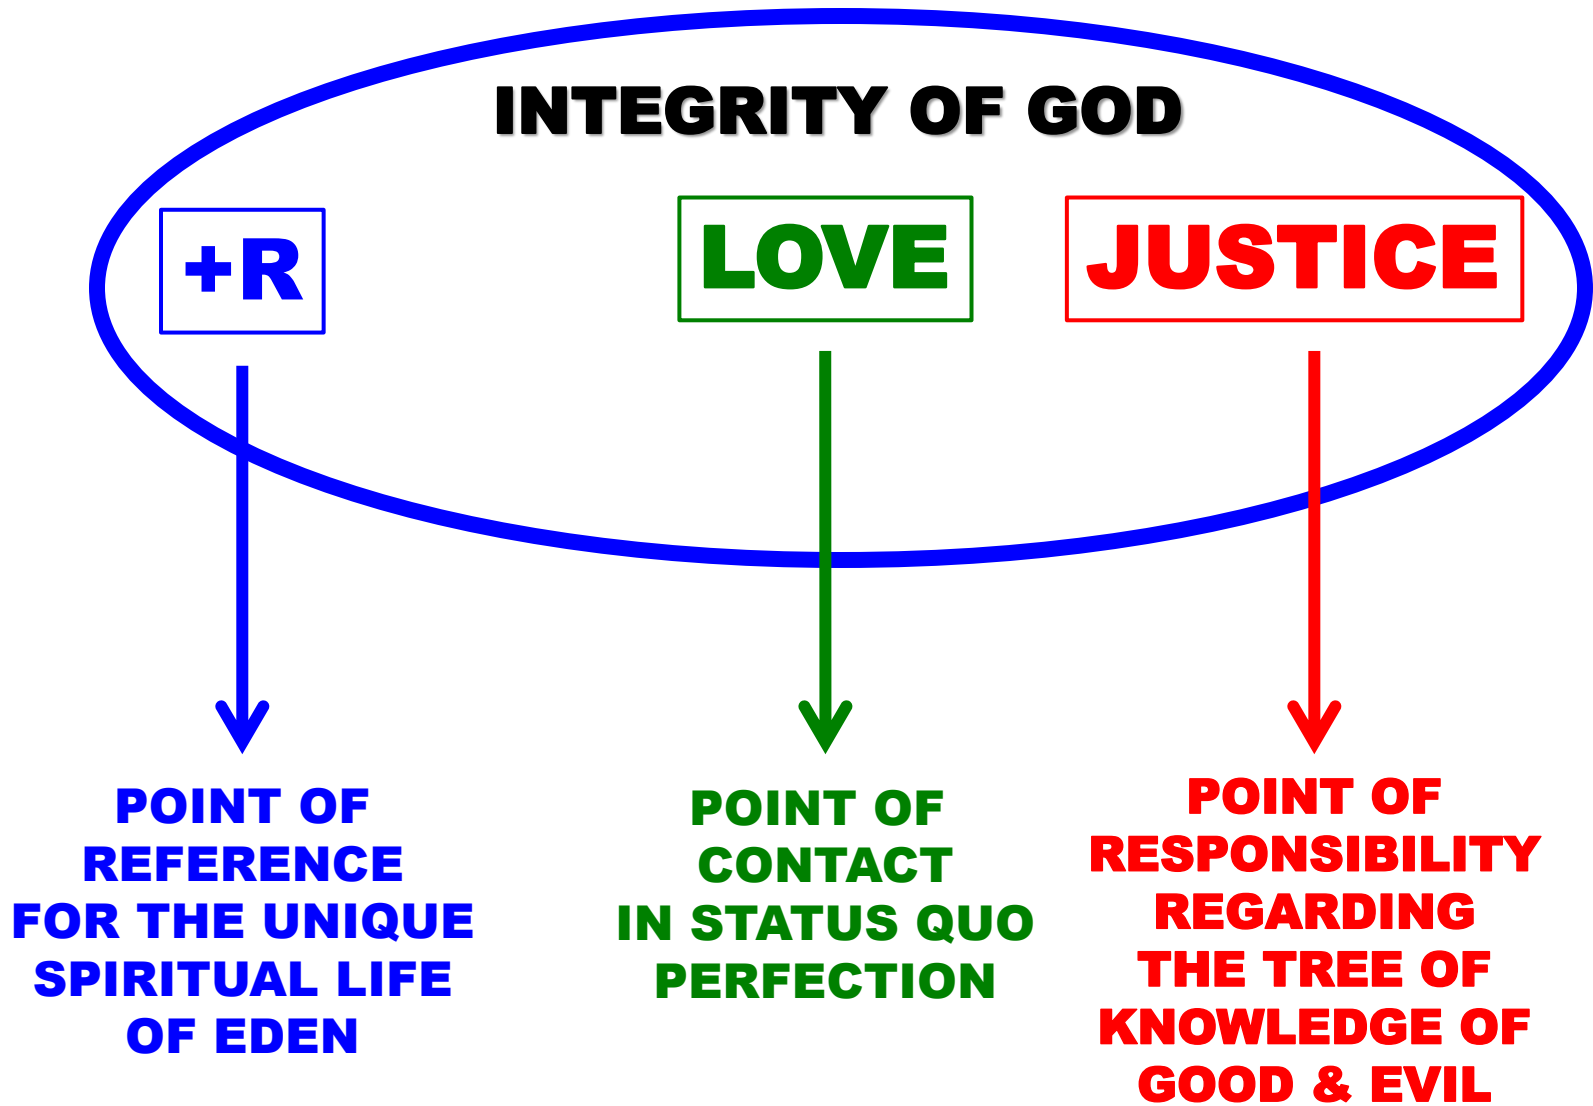 INTEGRITY OF GOD
+R
LOVE
JUSTICE
POINT OF
REFERENCE
FOR THE UNIQUE
SPIRITUAL LIFE
OF EDEN
POINT OF
CONTACT
IN STATUS QUO
PERFECTION
POINT OF
RESPONSIBILITY
REGARDING
THE TREE OF
KNOWLEDGE OF
GOOD & EVIL